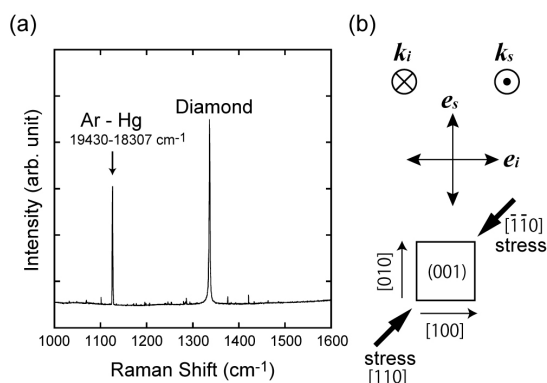 (a)
Intensity (arb. unit)
Ar - Hg
19430-18307 cm⁻¹
Diamond
1000 1100 1200 1300 1400 1500 1600
Raman Shift (cm⁻¹)
(b)
kᵢ kₛ
eₛ
eᵢ
[1̄1̄0]
stress
[010]
(001)
[100]
stress
[110]